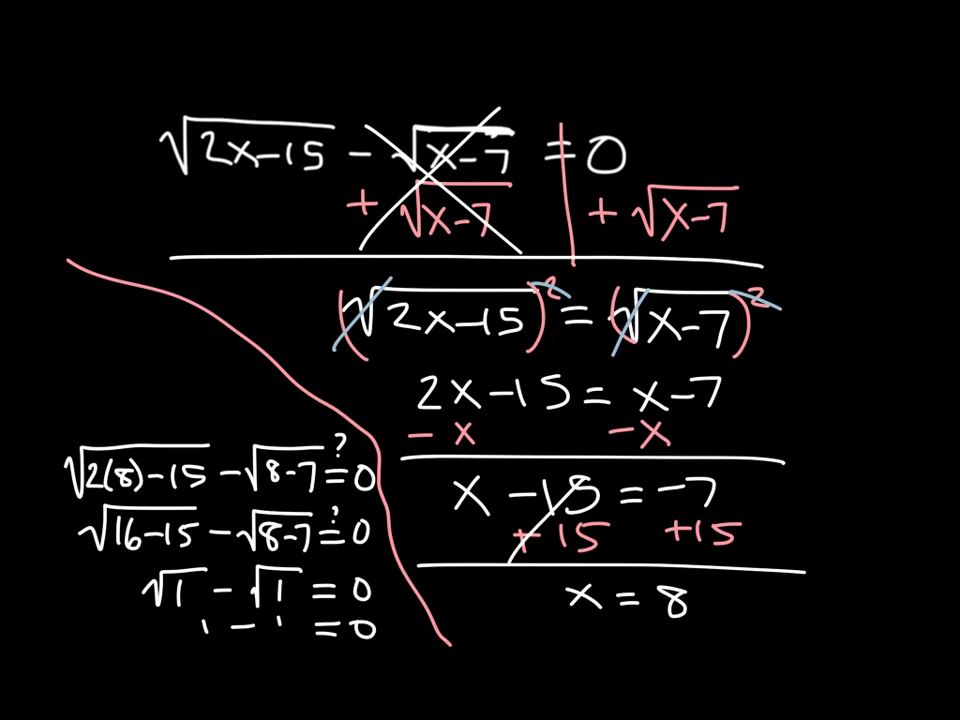 √(2x-15) - √(x-7) = 0
+ √(x-7) + √(x-7)
(√(2x-15))² = (√(x-7))²
2x-15 = x-7
-x -x
x -15 = -7
+15 +15
x = 8
√(2(8)-15) - √(8-7) ≟ 0
√(16-15) - √(8-7) ≟ 0
√1 - √1 = 0
1 - 1 = 0